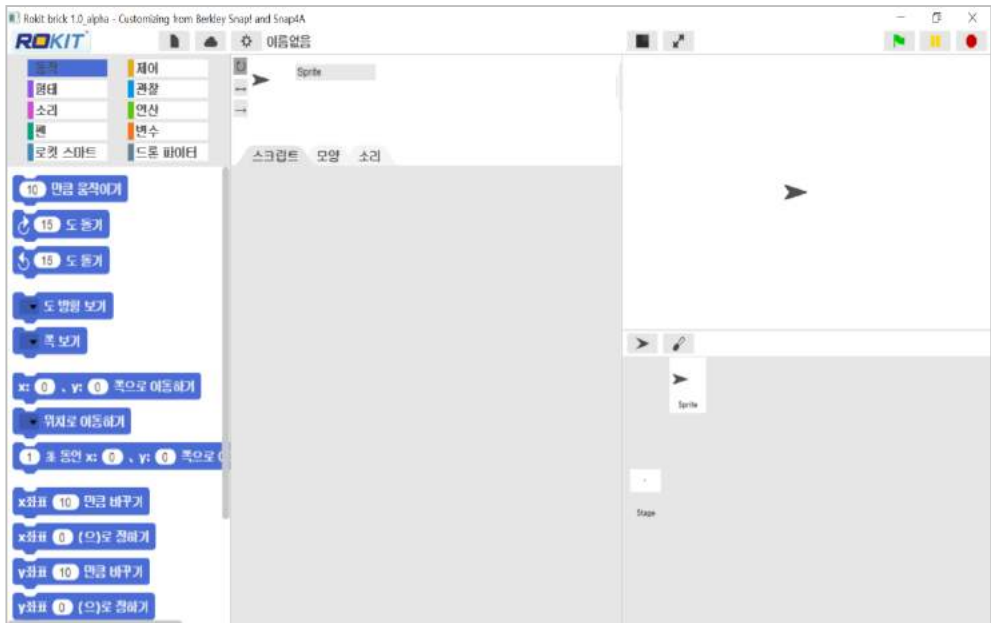 Rokit brick 1.0_alpha - Customizing from Berkley Snap! and Snap4A
ROKIT
이름없음
동작 제어
형태 관찰
소리 연산
펜 변수
로킷 스마트 드론 파이터
Sprite
스크립트 모양 소리
10 만큼 움직이기
15 도 돌기
15 도 돌기
도 방향 보기
쪽 보기
x: 0 、 y: 0 쪽으로 이동하기
위치로 이동하기
1 초 동안 x: 0 、 y: 0 쪽으로
x좌표 10 만큼 바꾸기
x좌표 0 (으)로 정하기
y좌표 10 만큼 바꾸기
y좌표 0 (으)로 정하기
Sprite
Stage